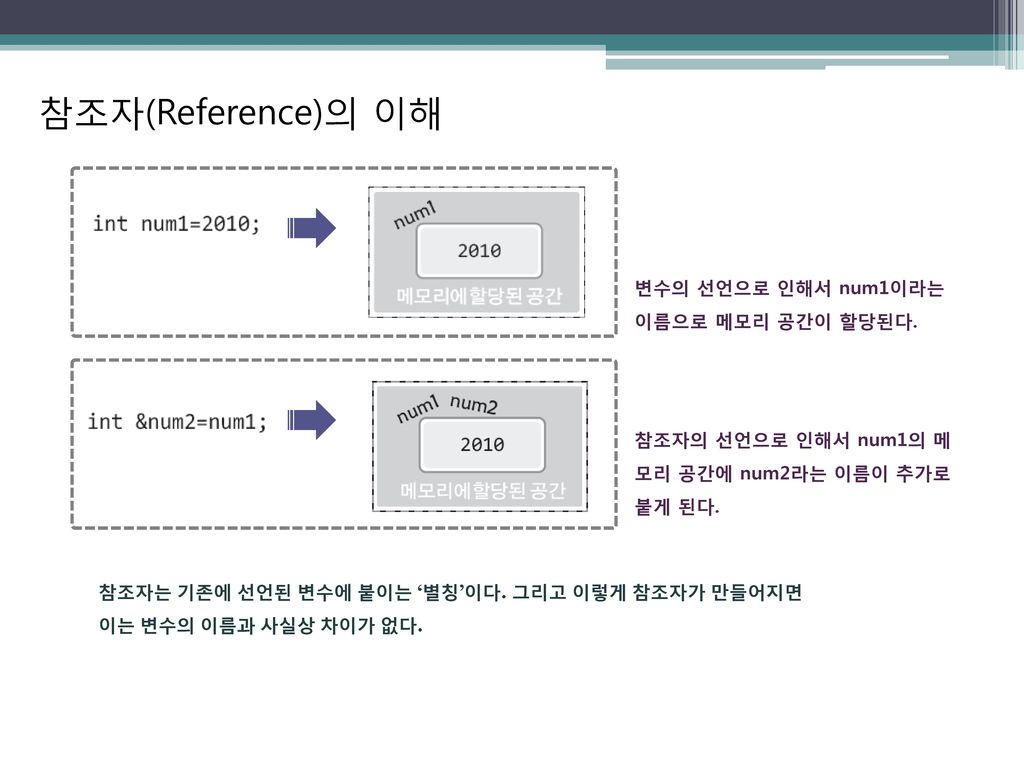 참조자(Reference)의 이해
int num1=2010;
num1
2010
메모리에할당된 공간
변수의 선언으로 인해서 num1이라는
이름으로 메모리 공간이 할당된다.
int &num2=num1;
num1 num2
2010
메모리에할당된 공간
참조자의 선언으로 인해서 num1의 메
모리 공간에 num2라는 이름이 추가로
붙게 된다.
참조자는 기존에 선언된 변수에 붙이는 ‘별칭’이다. 그리고 이렇게 참조자가 만들어지면
이는 변수의 이름과 사실상 차이가 없다.